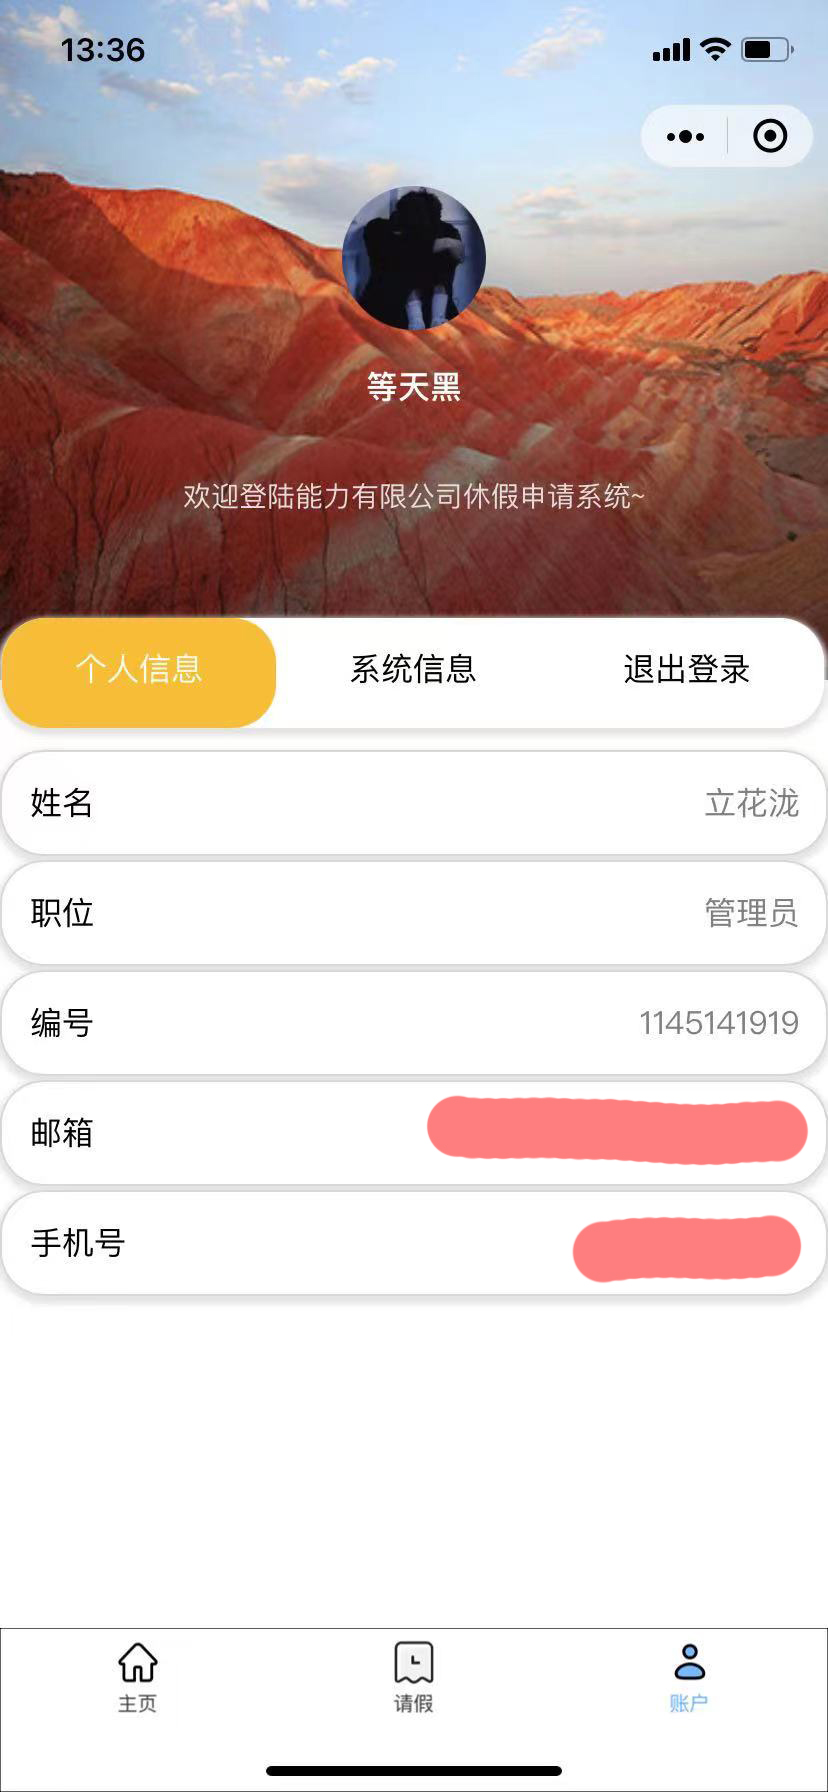 13:36
等天黑
欢迎登陆能力有限公司休假申请系统~
个人信息 系统信息 退出登录
姓名 立花泷
职位 管理员
编号 1145141919
邮箱
手机号
主页 请假 账户